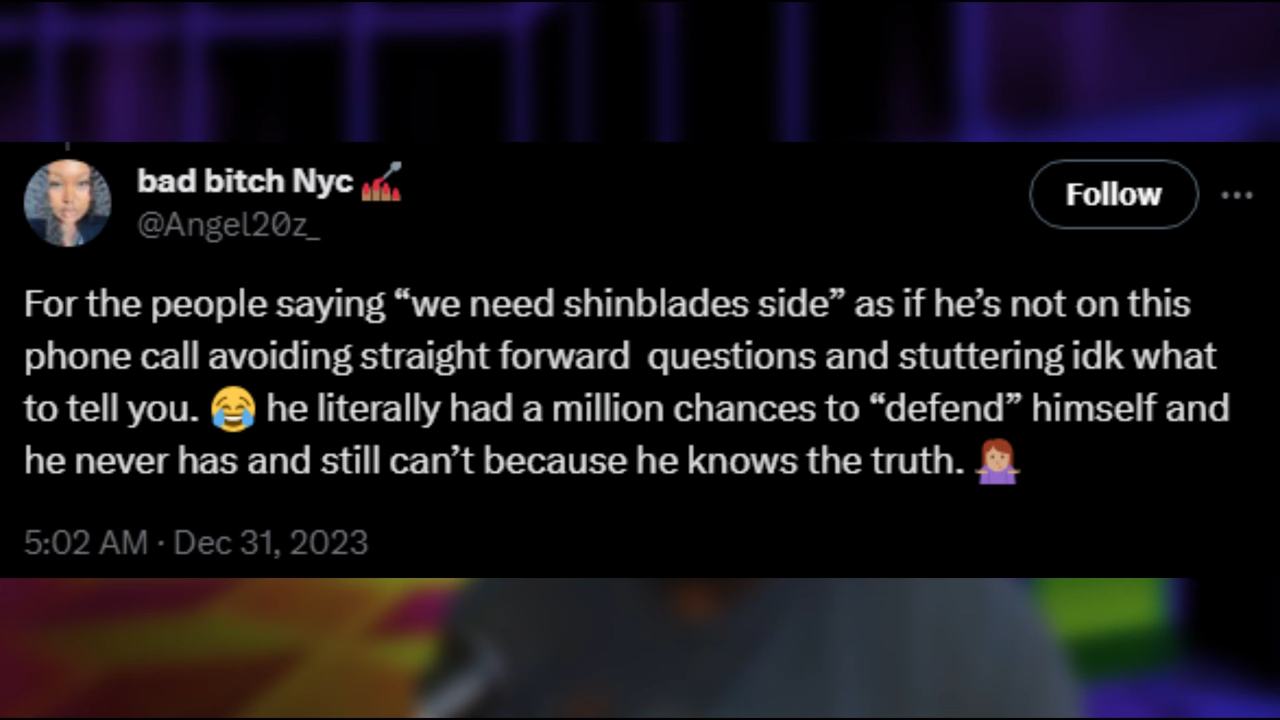 bad bitch Nyc 💅
@Angel20z_
Follow
For the people saying “we need shinblades side” as if he’s not on this
phone call avoiding straight forward  questions and stuttering idk what
to tell you. 😂 he literally had a million chances to “defend” himself and
he never has and still can’t because he knows the truth. 🤷🏽‍♀️
5:02 AM · Dec 31, 2023